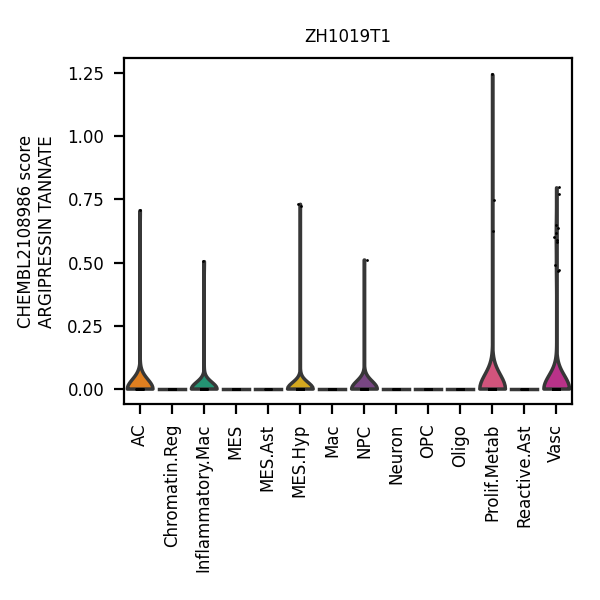 ZH1019T1
CHEMBL2108986 score
ARGIPRESSIN TANNATE
1.25
1.00
0.75
0.50
0.25
0.00
AC
Chromatin.Reg
Inflammatory.Mac
MES
MES.Ast
MES.Hyp
Mac
NPC
Neuron
OPC
Oligo
Prolif.Metab
Reactive.Ast
Vasc